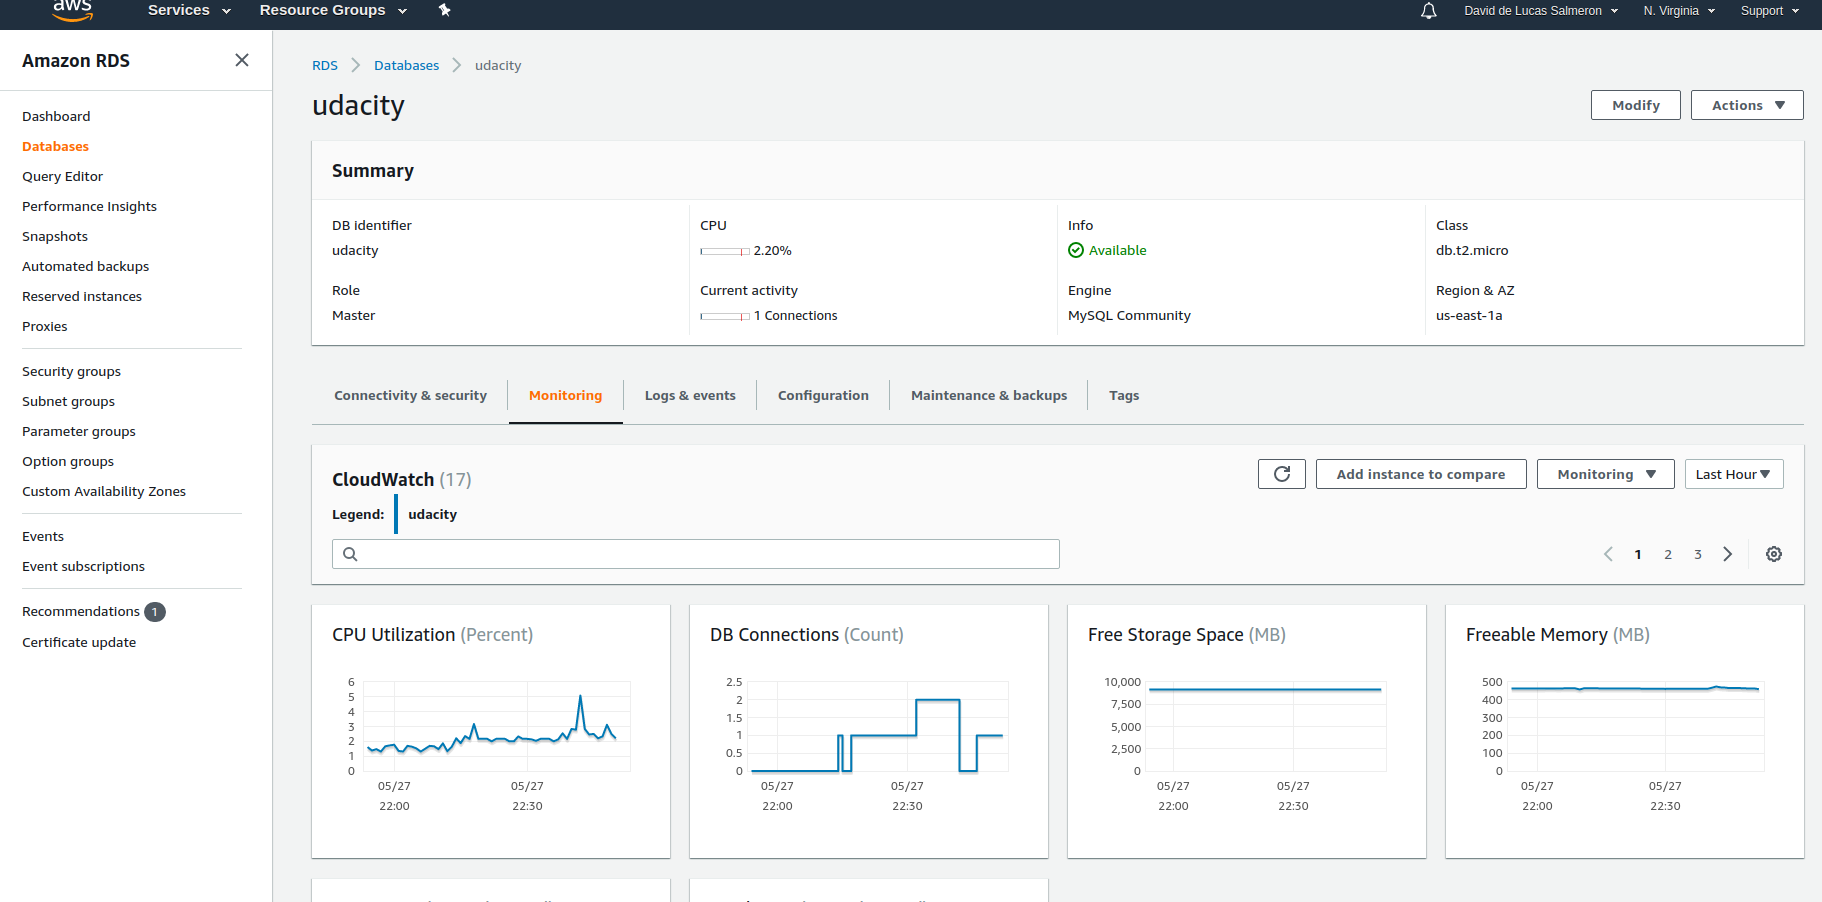 aws Services Resource Groups David de Lucas Salmeron N. Virginia Support
Amazon RDS
Dashboard
Databases
Query Editor
Performance Insights
Snapshots
Automated backups
Reserved instances
Proxies
Security groups
Subnet groups
Parameter groups
Option groups
Custom Availability Zones
Events
Event subscriptions
Recommendations 1
Certificate update
RDS Databases udacity
udacity
Modify Actions
Summary
DB identifier
udacity
Role
Master
CPU
2.20%
Current activity
1 Connections
Info
Available
Engine
MySQL Community
Class
db.t2.micro
Region & AZ
us-east-1a
Connectivity & security Monitoring Logs & events Configuration Maintenance & backups Tags
CloudWatch (17)
Add instance to compare Monitoring Last Hour
Legend: udacity
1 2 3
CPU Utilization (Percent)
6
5
4
3
2
1
0
05/27 05/27
22:00 22:30
DB Connections (Count)
2.5
2
1.5
1
0.5
0
05/27 05/27
22:00 22:30
Free Storage Space (MB)
10,000
7,500
5,000
2,500
0
05/27 05/27
22:00 22:30
Freeable Memory (MB)
500
400
300
200
100
0
05/27 05/27
22:00 22:30